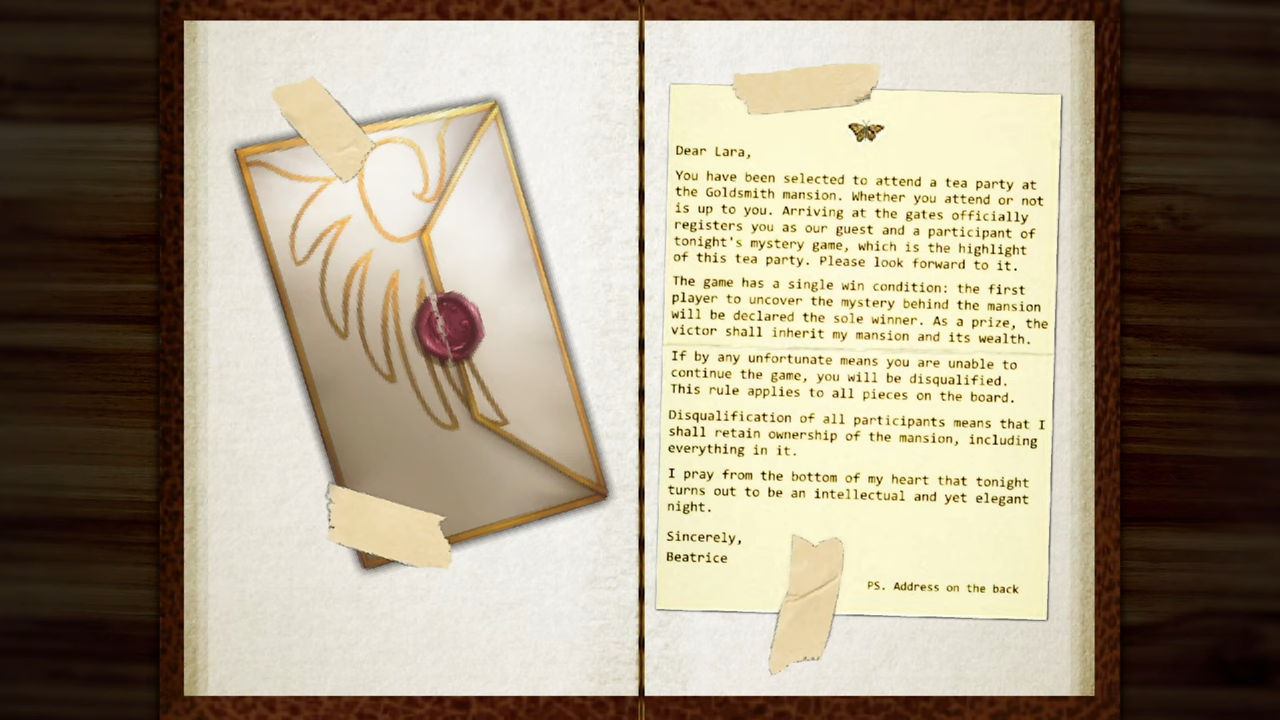 Dear Lara,
You have been selected to attend a tea party at
the Goldsmith mansion. Whether you attend or not
is up to you. Arriving at the gates officially
registers you as our guest and a participant of
tonight's mystery game, which is the highlight
of this tea party. Please look forward to it.
The game has a single win condition: the first
player to uncover the mystery behind the mansion
will be declared the sole winner. As a prize, the
victor shall inherit my mansion and its wealth.
If by any unfortunate means you are unable to
continue the game, you will be disqualified.
This rule applies to all pieces on the board.
Disqualification of all participants means that I
shall retain ownership of the mansion, including
everything in it.
I pray from the bottom of my heart that tonight
turns out to be an intellectual and yet elegant
night.
Sincerely,
Beatrice
PS. Address on the back